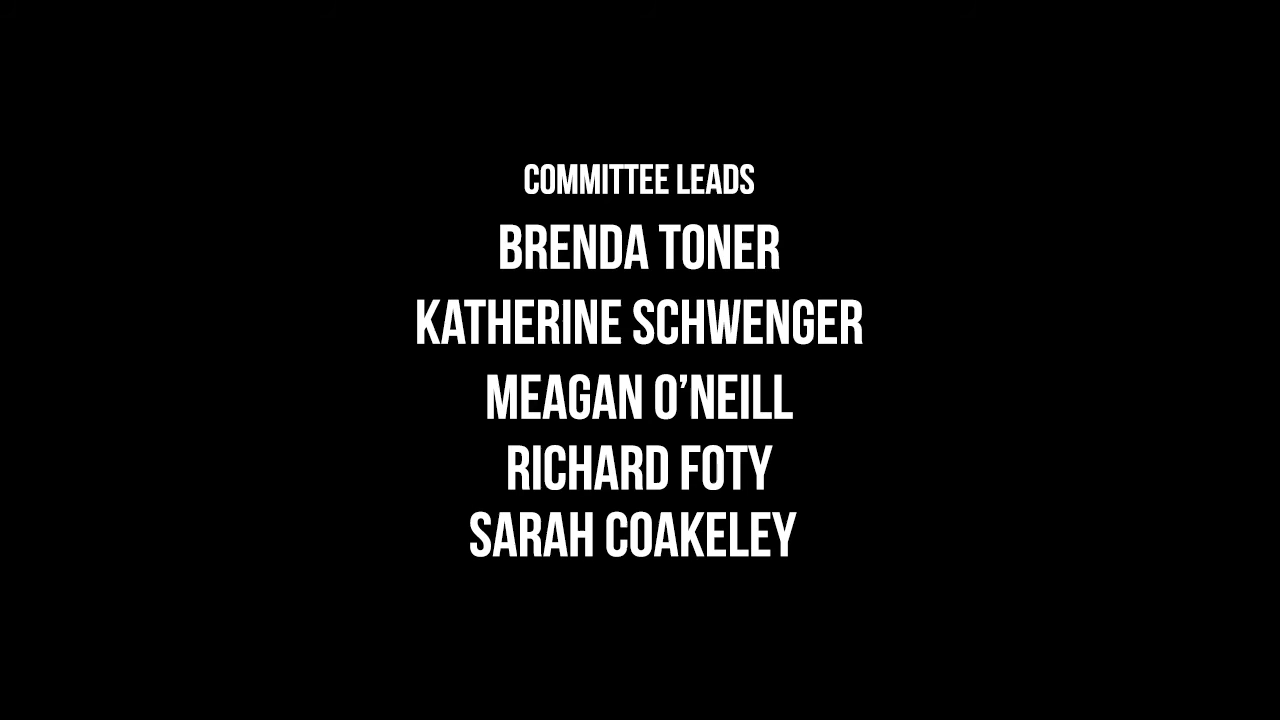 COMMITTEE LEADS
BRENDA TONER
KATHERINE SCHWENGER
MEAGAN O’NEILL
RICHARD FOTY
SARAH COAKELEY